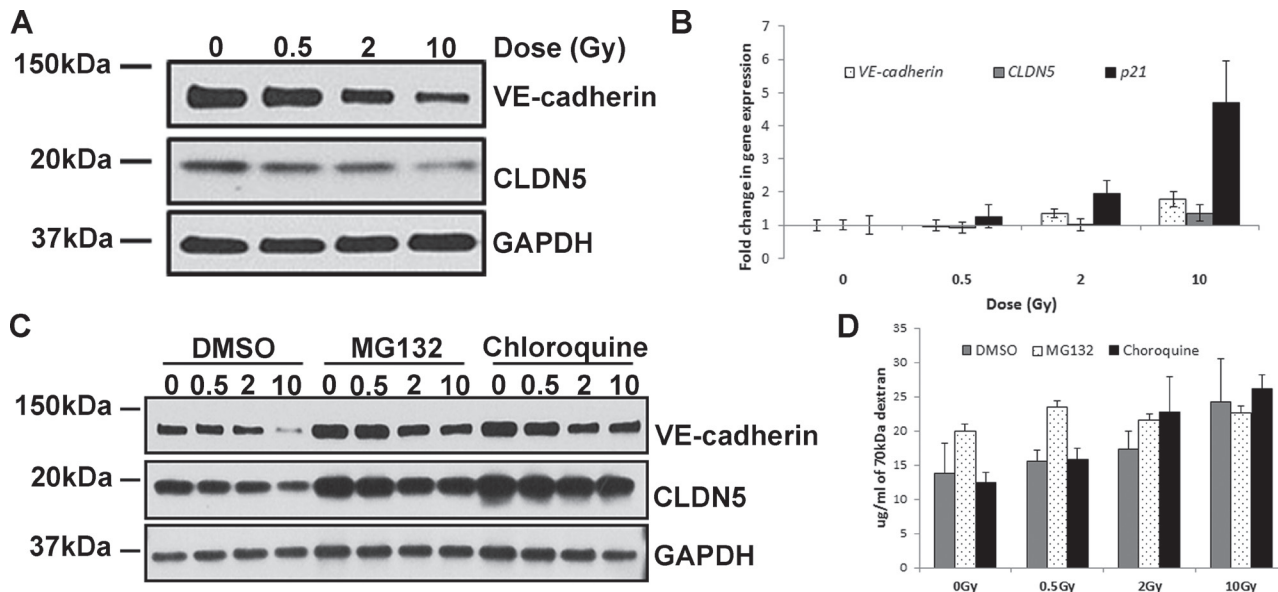 A
0 0.5 2 10 Dose (Gy)
150kDa
VE-cadherin
20kDa
CLDN5
37kDa
GAPDH
B
Fold change in gene expression
7
6
5
4
3
2
1
0
VE-cadherin CLDN5 p21
0 0.5 2 10
Dose (Gy)
C
DMSO MG132 Chloroquine
0 0.5 2 10 0 0.5 2 10 0 0.5 2 10
150kDa
VE-cadherin
20kDa
CLDN5
37kDa
GAPDH
D
ug/ml of 70kDa dextran
35
30
25
20
15
10
5
0
DMSO MG132 Choroquine
0Gy 0.5Gy 2Gy 10Gy